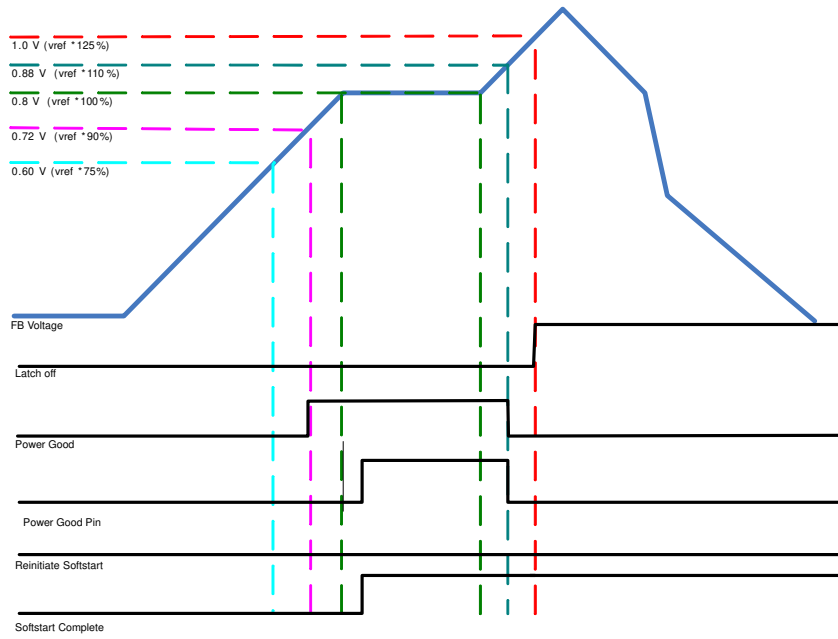 1.0 V (vref *125%)
0.88 V (vref *110%)
0.8 V (vref *100%)
0.72 V (vref *90%)
0.60 V (vref *75%)
FB Voltage
Latch off
Power Good
Power Good Pin
Reinitiate Softstart
Softstart Complete